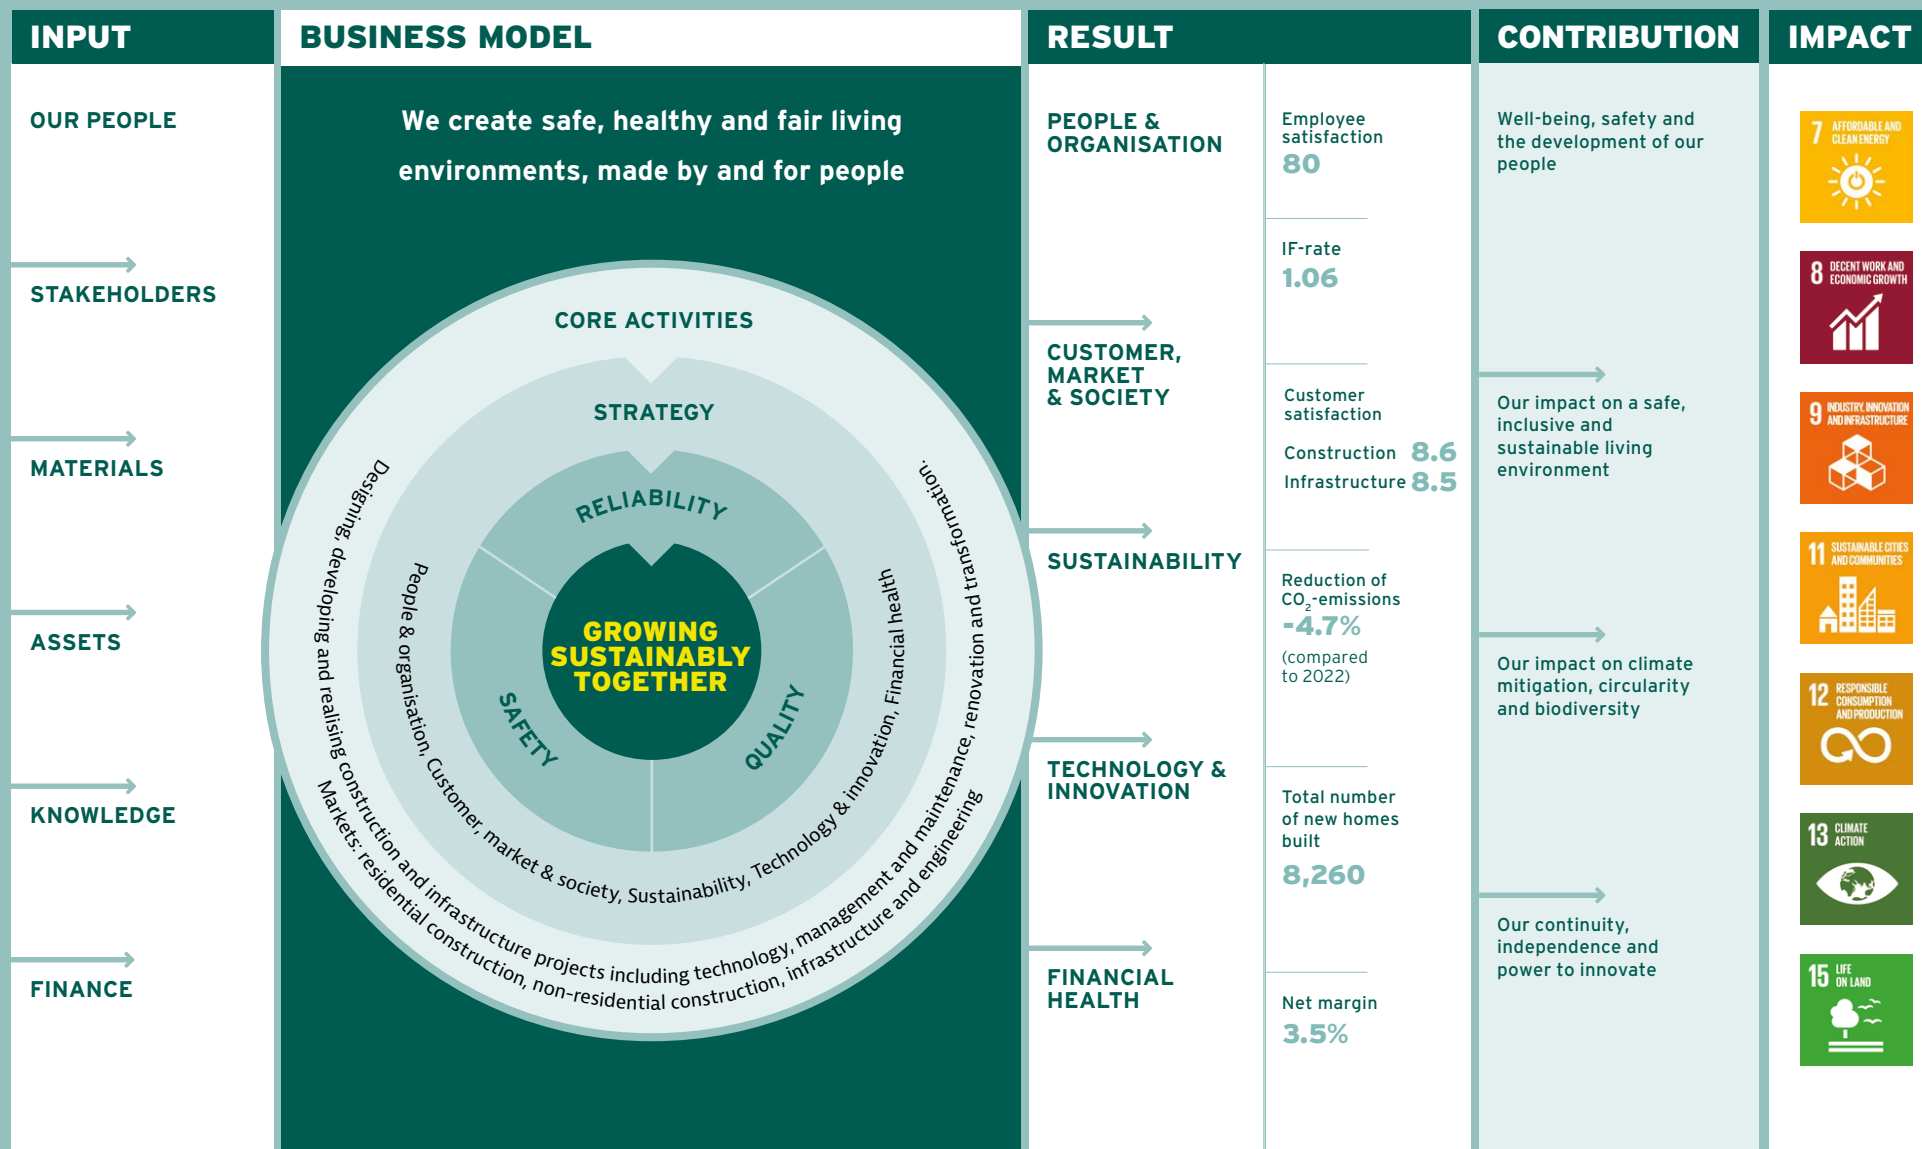 INPUT
OUR PEOPLE
STAKEHOLDERS
MATERIALS
ASSETS
KNOWLEDGE
FINANCE
BUSINESS MODEL
We create safe, healthy and fair living
environments, made by and for people
CORE ACTIVITIES
STRATEGY
RELIABILITY
GROWING
SUSTAINABLY
TOGETHER
SAFETY
QUALITY
People & organisation, Customer, market & society, Sustainability, Technology & innovation, Financial health
Designing, developing and realising construction and infrastructure projects including technology, management and maintenance, renovation and transformation.
Markets: residential construction, non-residential construction, infrastructure and engineering
RESULT
PEOPLE &
ORGANISATION
Employee
satisfaction
80
IF-rate
1.06
CUSTOMER,
MARKET
& SOCIETY
Customer
satisfaction
Construction 8.6
Infrastructure 8.5
SUSTAINABILITY
Reduction of
CO₂-emissions
-4.7%
(compared
to 2022)
TECHNOLOGY &
INNOVATION
Total number
of new homes
built
8,260
FINANCIAL
HEALTH
Net margin
3.5%
CONTRIBUTION
Well-being, safety and
the development of our
people
Our impact on a safe,
inclusive and
sustainable living
environment
Our impact on climate
mitigation, circularity
and biodiversity
Our continuity,
independence and
power to innovate
IMPACT
7 AFFORDABLE AND
CLEAN ENERGY
8 DECENT WORK AND
ECONOMIC GROWTH
9 INDUSTRY, INNOVATION
AND INFRASTRUCTURE
11 SUSTAINABLE CITIES
AND COMMUNITIES
12 RESPONSIBLE
CONSUMPTION
AND PRODUCTION
13 CLIMATE
ACTION
15 LIFE
ON LAND